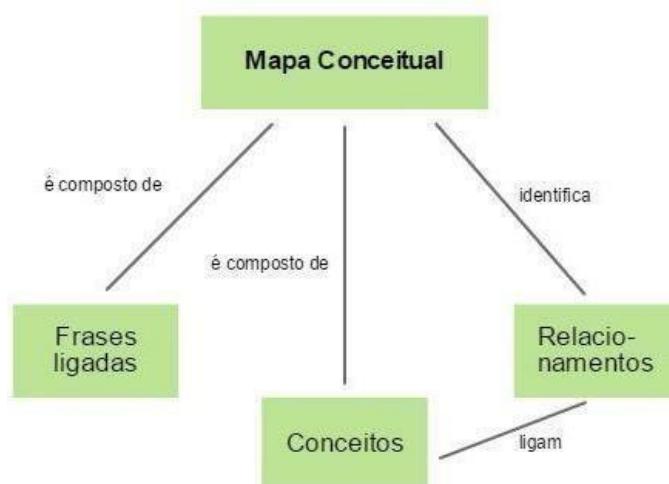 Mapa Conceitual
é composto de
identifica
é composto de
Frases
ligadas
Relacio-
namentos
Conceitos
ligam